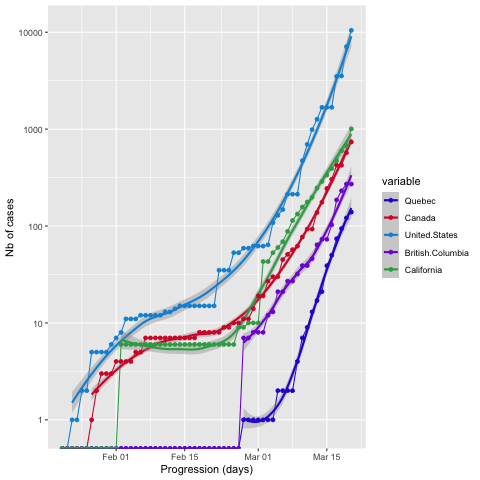 10000
1000
100
10
1
Nb of cases
Feb 01
Feb 15
Mar 01
Mar 15
Progression (days)
variable
Quebec
Canada
United.States
British.Columbia
California